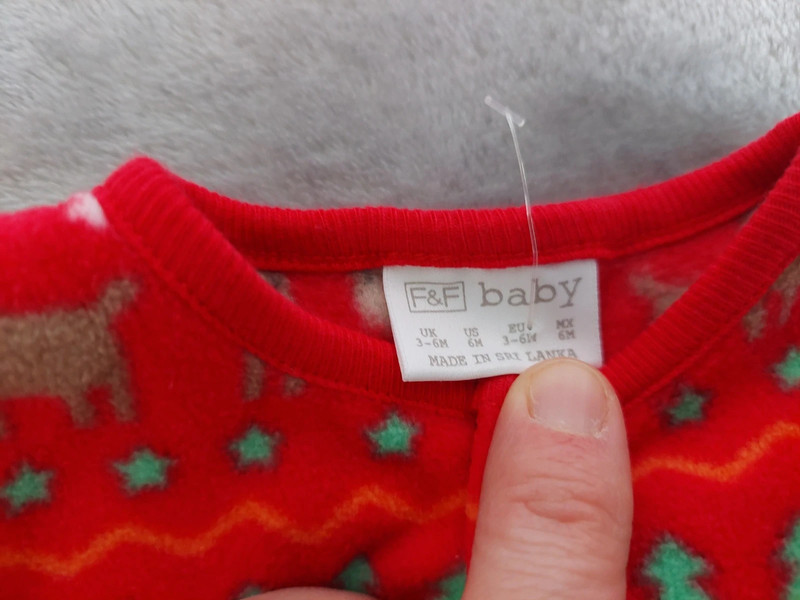 F&F baby
UK US EU MX
3-6M 6M 3-6M 6M
MADE IN SRI LANKA